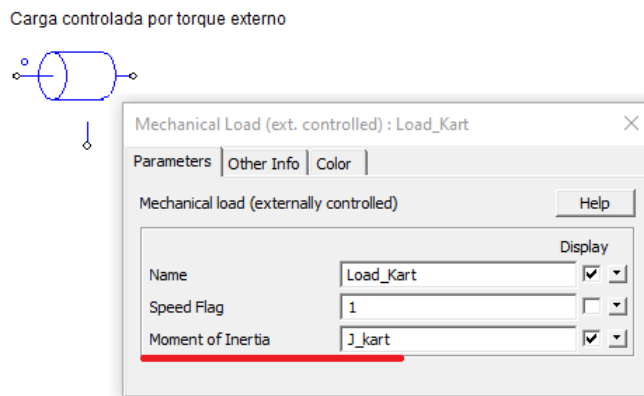 Carga controlada por torque externo
Mechanical Load (ext. controlled) : Load_Kart
Parameters Other Info Color
Mechanical load (externally controlled) Help
Display
Name Load_Kart
Speed Flag 1
Moment of Inertia J_kart